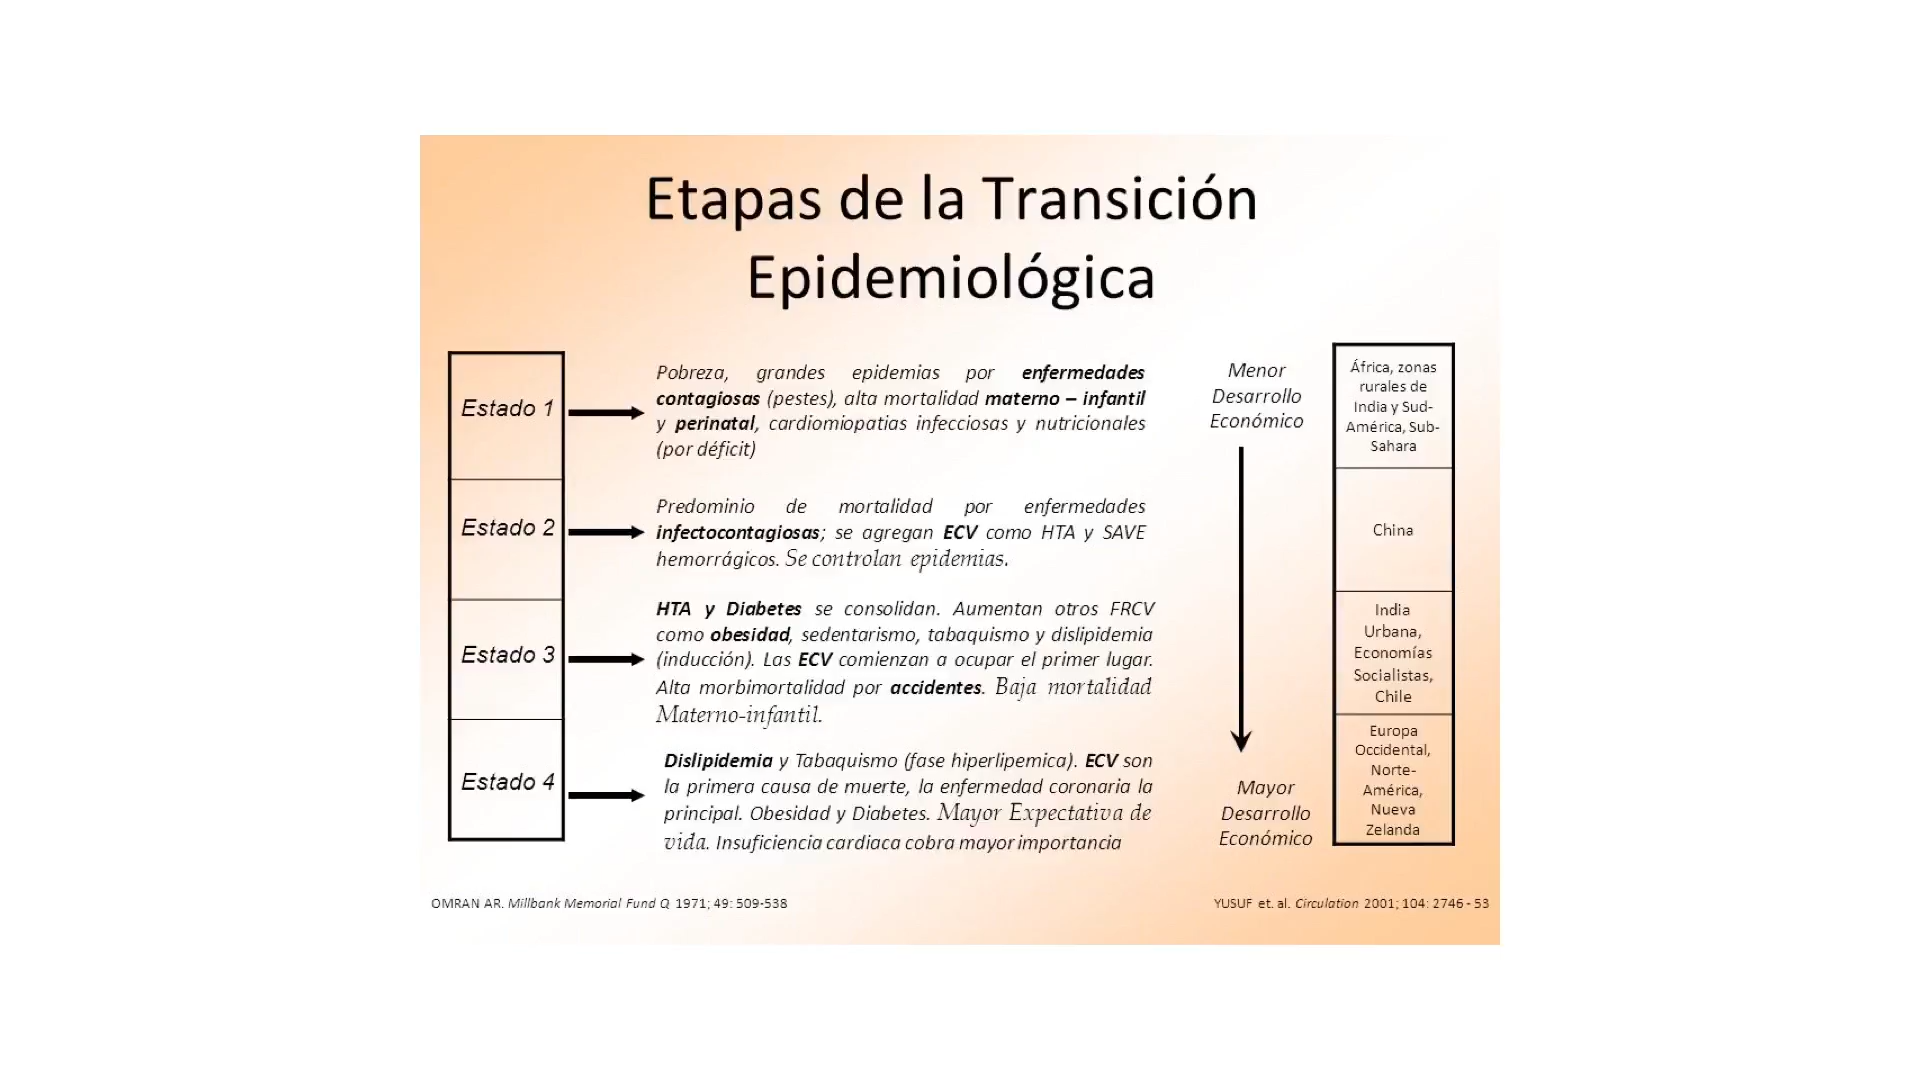 Etapas de la Transición
Epidemiológica
Estado 1
Pobreza, grandes epidemias por enfermedades
contagiosas (pestes), alta mortalidad materno – infantil
y perinatal, cardiomiopatias infecciosas y nutricionales
(por déficit)
Estado 2
Predominio de mortalidad por enfermedades
infectocontagiosas; se agregan ECV como HTA y SAVE
hemorrágicos. Se controlan epidemias.
Estado 3
HTA y Diabetes se consolidan. Aumentan otros FRCV
como obesidad, sedentarismo, tabaquismo y dislipidemia
(inducción). Las ECV comienzan a ocupar el primer lugar.
Alta morbimortalidad por accidentes. Baja mortalidad
Materno-infantil.
Estado 4
Dislipidemia y Tabaquismo (fase hiperlipemica). ECV son
la primera causa de muerte, la enfermedad coronaria la
principal. Obesidad y Diabetes. Mayor Expectativa de
vida. Insuficiencia cardiaca cobra mayor importancia
Menor
Desarrollo
Económico
Mayor
Desarrollo
Económico
África, zonas
rurales de
India y Sud-
América, Sub-
Sahara
China
India
Urbana,
Economías
Socialistas,
Chile
Europa
Occidental,
Norte-
América,
Nueva
Zelanda
OMRAN AR. Millbank Memorial Fund Q 1971; 49: 509-538
YUSUF et. al. Circulation 2001; 104: 2746 - 53